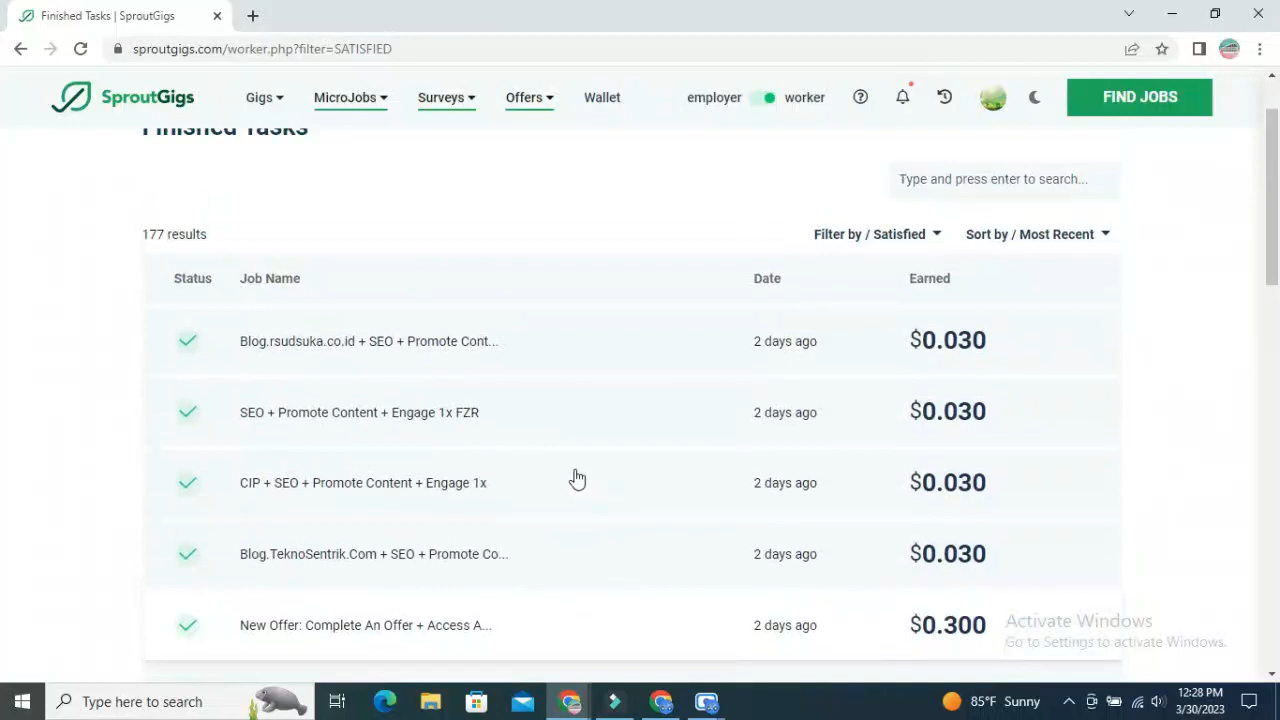 Finished Tasks | SproutGigs
sproutgigs.com/worker.php?filter=SATISFIED
SproutGigs
Gigs
MicroJobs
Surveys
Offers
Wallet
employer
worker
FIND JOBS
Finished Tasks
Type and press enter to search...
177 results
Filter by / Satisfied
Sort by / Most Recent
Status
Job Name
Date
Earned
Blog.rsudsuka.co.id + SEO + Promote Cont...
2 days ago
$0.030
SEO + Promote Content + Engage 1x FZR
2 days ago
$0.030
CIP + SEO + Promote Content + Engage 1x
2 days ago
$0.030
Blog.TeknoSentrik.Com + SEO + Promote Co...
2 days ago
$0.030
New Offer: Complete An Offer + Access A...
2 days ago
$0.300
Activate Windows
Go to Settings to activate Windows.
Type here to search
85°F Sunny
12:28 PM
3/30/2023